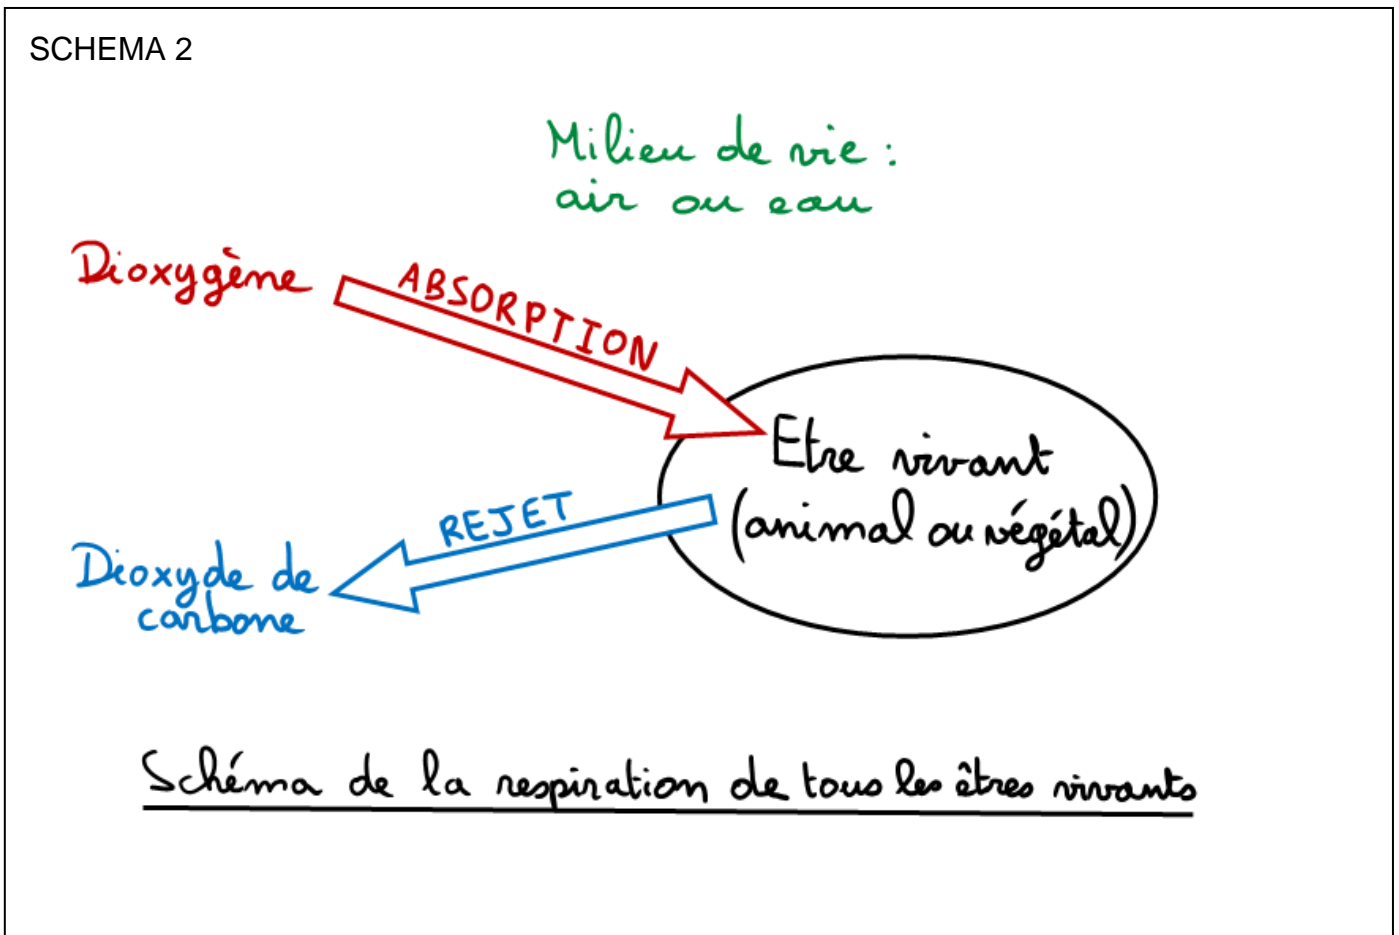 SCHEMA 2
Milieu de vie :
air ou eau
Dioxygène
ABSORPTION
Etre vivant
(animal ou végétal)
REJET
Dioxyde de
carbone
Schéma de la respiration de tous les êtres vivants